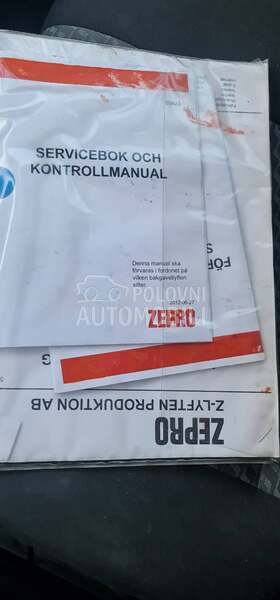 SERVICEBOK OCH
KONTROLLMANUAL
Denna manual ska
förvaras i fordonet på
vilken bakgavellyften
sitter.
2012-06-27
ZEPRO
POLOVNI
AUTOMOBILI
FÖR
S
G
Z-LYFTEN PRODUKTION AB
ZEPRO